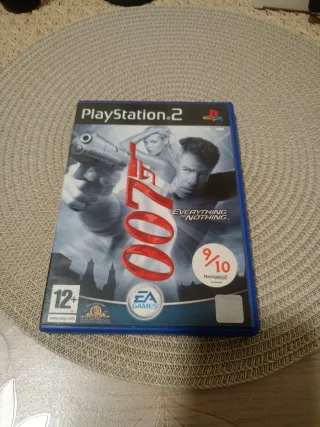 PlayStation 2
007
EVERYTHING
OR NOTHING
9/10
12+
EA
GAMES